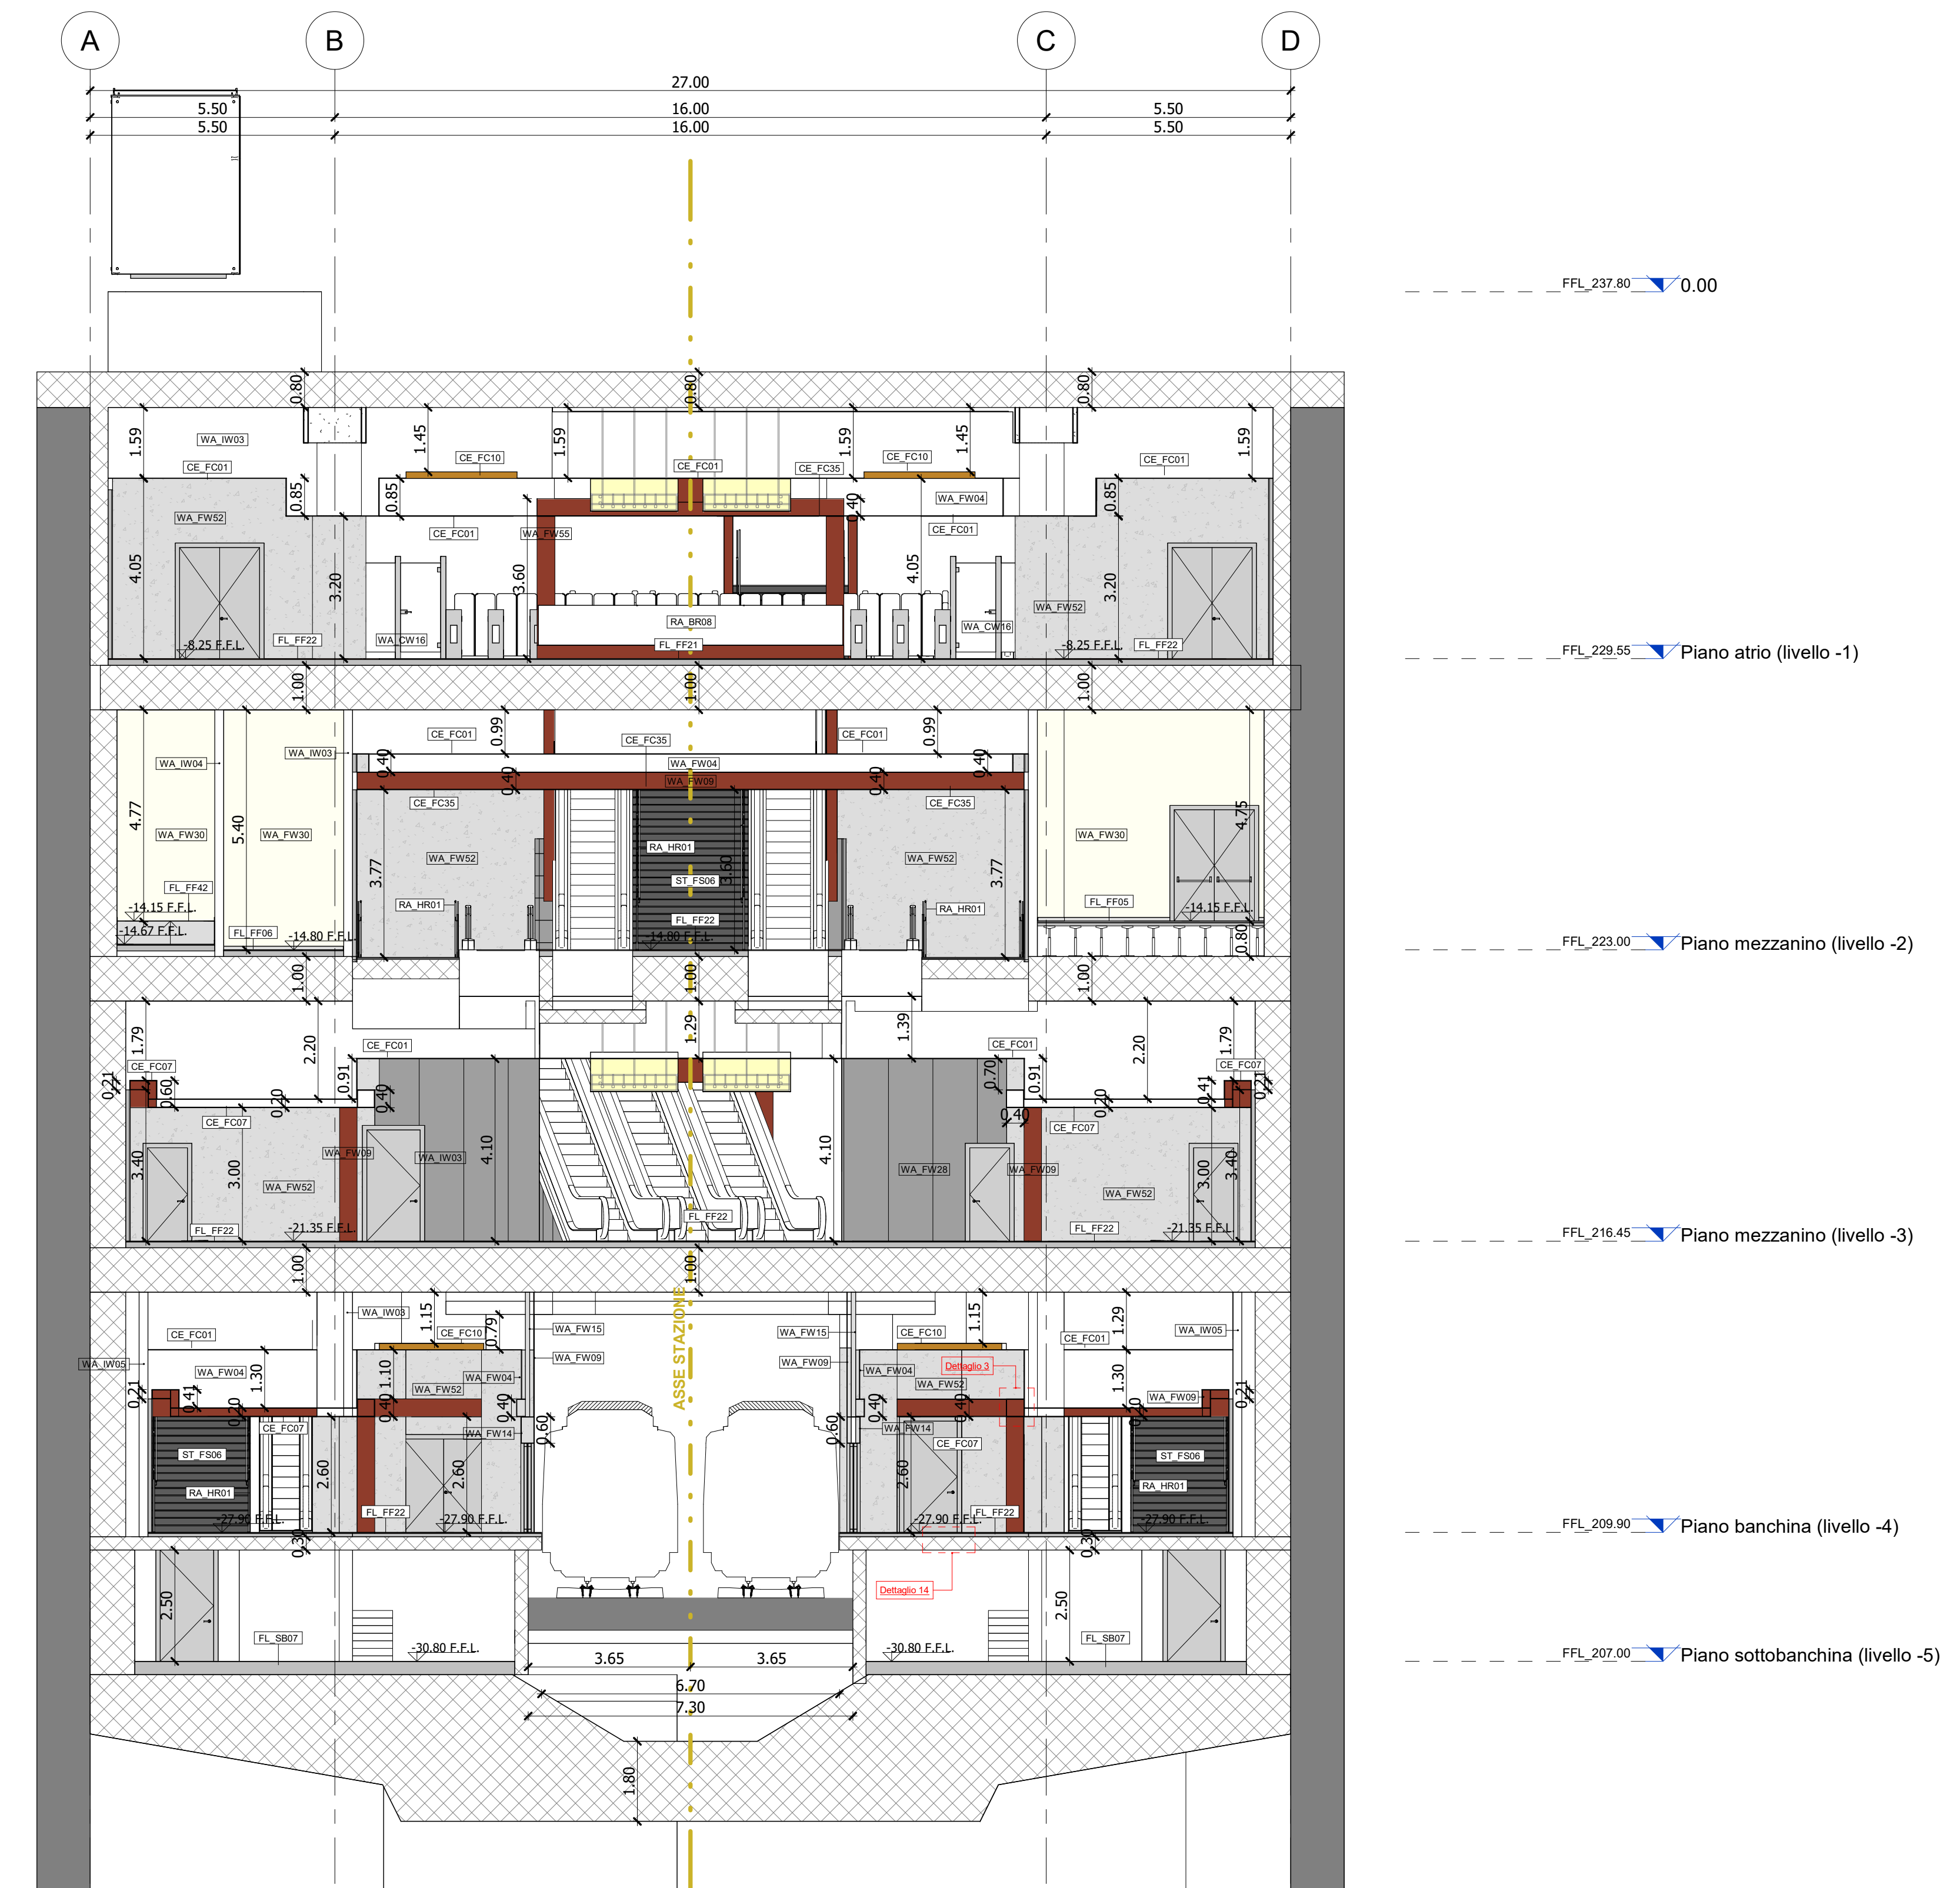 A B C D
27.00
5.50 16.00 5.50
5.50 16.00 5.50
FFL_237.80 0.00
0.80 0.80 0.80
1.59 WA_IW03 1.45 1.59 1.59 1.45 1.59
CE_FC01 CE_FC10 CE_FC01 CE_FC35 CE_FC10 CE_FC01
0.85 0.85 0.40 WA_FW04 0.85
WA_FW52 CE_FC01 WA_FW55 CE_FC01
4.05 3.20 3.60 4.05 3.20
WA_FW52
RA_BR08
FL_FF22 WA_CW16 WA_CW16
-8.25 F.F.L. FL_FF21 -8.25 F.F.L. FL_FF22
FFL_229.55 Piano atrio (livello -1)
1.00 1.00 1.00
0.99 0.99
CE_FC01 CE_FC35 CE_FC01
WA_IW04 WA_IW03 0.40 WA_FW04 0.40
0.40 WA_FW09 0.40
CE_FC35 CE_FC35
4.77 5.40 4.75
WA_FW30 WA_FW30 RA_HR01 WA_FW30
WA_FW52 WA_FW52
3.77 3.60 3.77
FL_FF42 ST_FS06
-14.15 F.F.L. RA_HR01 RA_HR01 FL_FF05 -14.15 F.F.L.
FL_FF22
-14.67 F.F.L. FL_FF06 -14.80 F.F.L. -14.80 F.F.L. 0.80
FFL_223.00 Piano mezzanino (livello -2)
1.00 1.00 1.00
1.79 2.20 1.29 1.39 2.20 1.79
CE_FC01 CE_FC01
CE_FC07 CE_FC07
0.21 0.60 0.20 0.91 0.40 0.70 0.91 0.20 0.41 0.21
0.40
CE_FC07 CE_FC07
3.40 3.00 WA_FW09 WA_IW03 4.10 4.10 WA_FW28 WA_FW09 3.00 3.40
WA_FW52 WA_FW52
FL_FF22 -21.35 F.F.L. FL_FF22 FL_FF22 -21.35 F.F.L.
FFL_216.45 Piano mezzanino (livello -3)
1.00 1.00
ASSE STAZIONE
WA_IW03 1.15 0.79 1.15 1.29
CE_FC01 CE_FC10 WA_FW15 WA_FW15 CE_FC10 CE_FC01 WA_IW05
WA_IW05 WA_FW09 WA_FW09 Dettaglio 3
WA_FW04 1.30 1.10 WA_FW52 WA_FW04 WA_FW04 WA_FW52 1.30
0.21 0.41 0.20 0.40 0.40 0.40 0.40 WA_FW09 0.21
CE_FC07 WA_FW14 0.60 0.60 WA_FW14 CE_FC07
ST_FS06 2.60 2.60 2.60 ST_FS06
RA_HR01 RA_HR01
FL_FF22 FL_FF22
-27.90 F.F.L. -27.90 F.F.L. -27.90 F.F.L. -27.90 F.F.L.
FFL_209.90 Piano banchina (livello -4)
0.30 0.30
Dettaglio 14
2.50 2.50
FL_SB07 -30.80 F.F.L. -30.80 F.F.L. FL_SB07
FFL_207.00 Piano sottobanchina (livello -5)
3.65 3.65
6.70
7.30
1.80